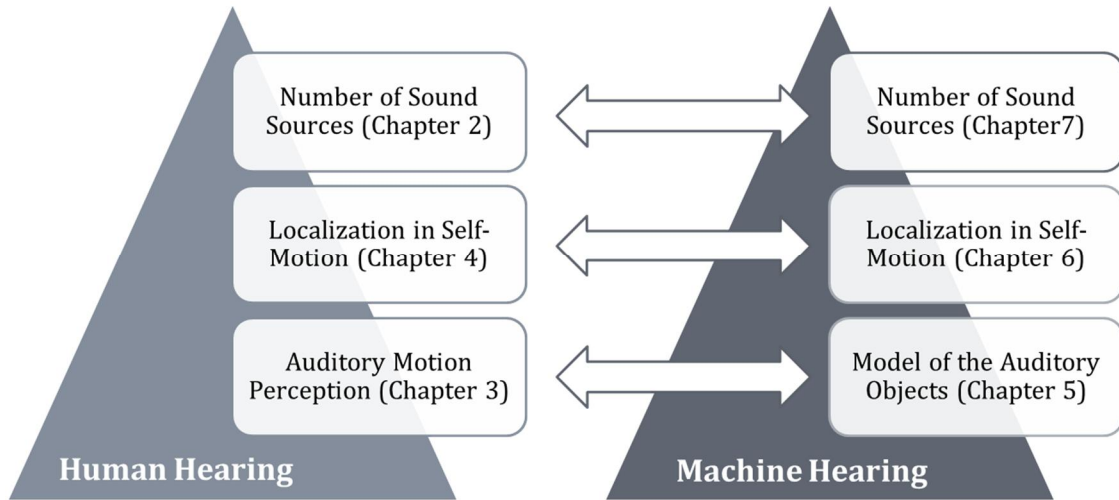 Number of Sound
Sources (Chapter 2)
Localization in Self-
Motion (Chapter 4)
Auditory Motion
Perception (Chapter 3)
Human Hearing
Number of Sound
Sources (Chapter7)
Localization in Self-
Motion (Chapter 6)
Model of the Auditory
Objects (Chapter 5)
Machine Hearing